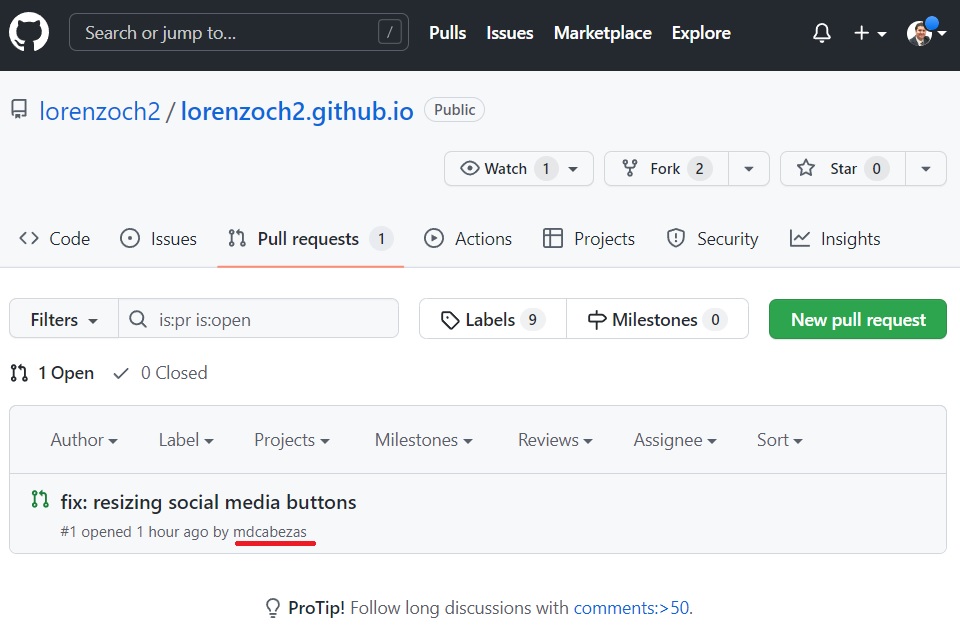 Search or jump to... /
Pulls Issues Marketplace Explore
lorenzoch2 / lorenzoch2.github.io Public
Watch 1 Fork 2 Star 0
Code Issues Pull requests 1 Actions Projects Security Insights
Filters is:pr is:open Labels 9 Milestones 0 New pull request
1 Open 0 Closed
Author Label Projects Milestones Reviews Assignee Sort
fix: resizing social media buttons
#1 opened 1 hour ago by mdcabezas
ProTip! Follow long discussions with comments:>50.